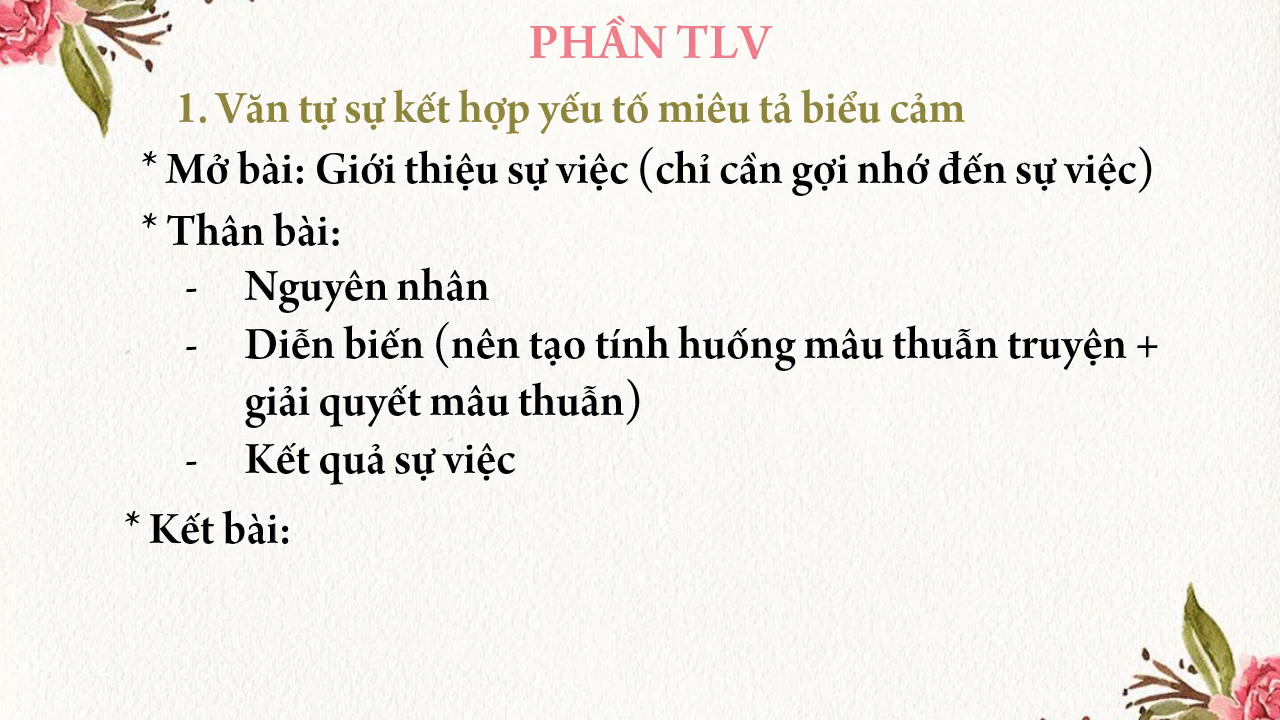 PHẦN TLV
1. Văn tự sự kết hợp yếu tố miêu tả biểu cảm
* Mở bài: Giới thiệu sự việc (chỉ cần gợi nhớ đến sự việc)
* Thân bài:
- Nguyên nhân
- Diễn biến (nên tạo tính huống mâu thuẫn truyện +
giải quyết mâu thuẫn)
- Kết quả sự việc
* Kết bài: